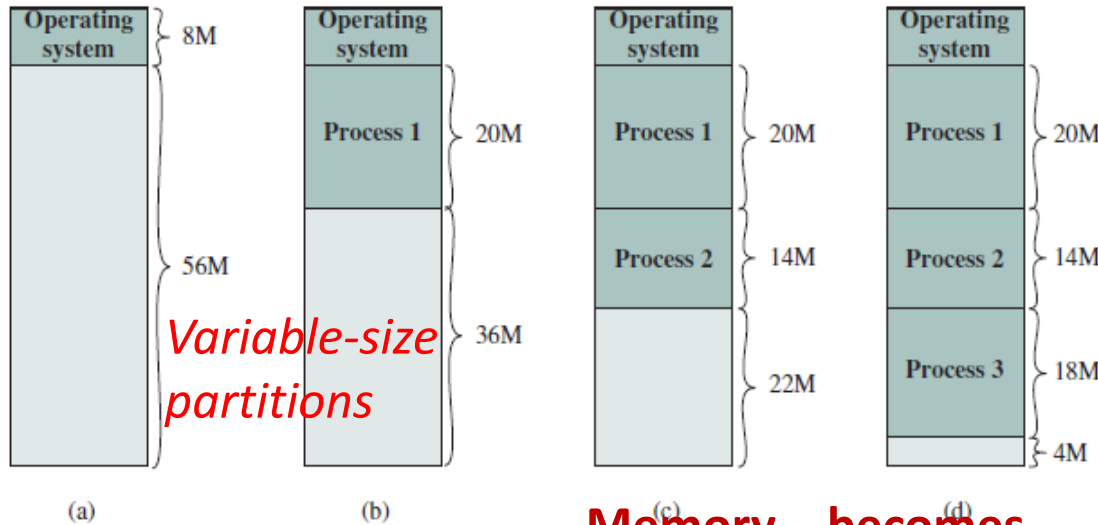 Operating
system
8M
56M
(a)
Operating
system
Process 1
20M
36M
(b)
Variable-size
partitions
Operating
system
Process 1
20M
Process 2
14M
22M
(c)
Operating
system
Process 1
20M
Process 2
14M
Process 3
18M
4M
(d)
Memory becomes